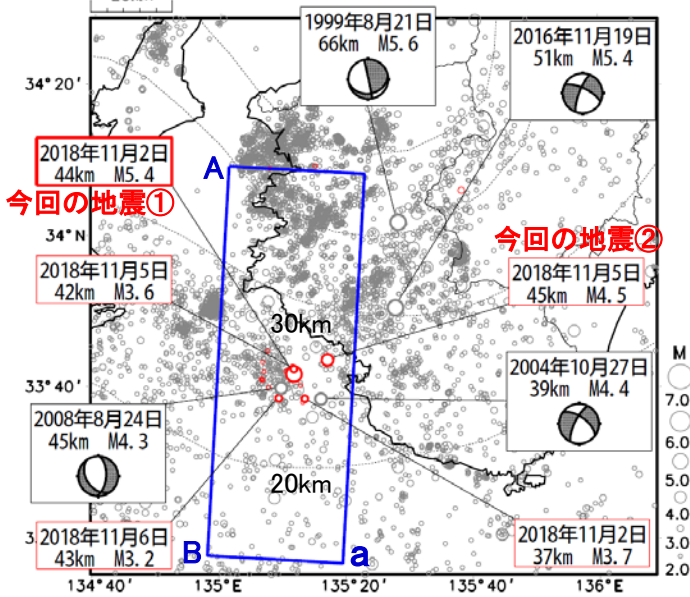 1999年8月21日
66km M5.6
2016年11月19日
51km M5.4
34°20'
2018年11月2日
44km M5.4
A
今回の地震①
34°N
今回の地震②
2018年11月5日
42km M3.6
2018年11月5日
45km M4.5
30km
M
33°40'
7.0
2004年10月27日
39km M4.4
2008年8月24日
45km M4.3
6.0
20km
5.0
4.0
2018年11月6日
43km M3.2
2018年11月2日
37km M3.7
3.0
B
a
2.0
134°40'
135°E
135°20'
135°40'
136°E